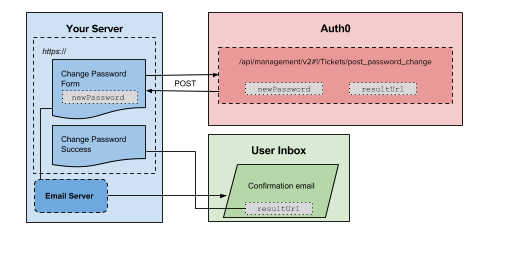 Your Server
https://
Change Password
Form
newPassword
Change Password
Success
Email Server
POST
Auth0
/api/management/v2#!/Tickets/post_password_change
newPassword
resultUrl
User Inbox
Confirmation email
resultUrl